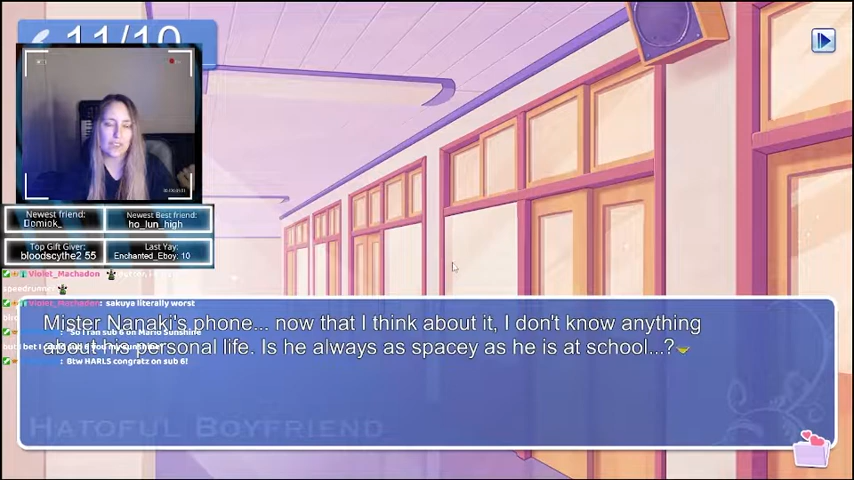 11/10
Newest friend:
Domiok_
Newest Best friend:
ho_lun_high
Top Gift Giver:
bloodscythe2 55
Last Yay:
Enchanted_Eboy: 10
Violet_Machadon
speedrunner
sakuya literally worst
Mister Nanaki's phone... now that I think about it, I don't know anything
about his personal life. Is he always as spacey as he is at school...?
"So I ran sub 6 on Mario Sunshine
Btw HARLS congratz on sub 6!
HATOFUL BOYFRIEND